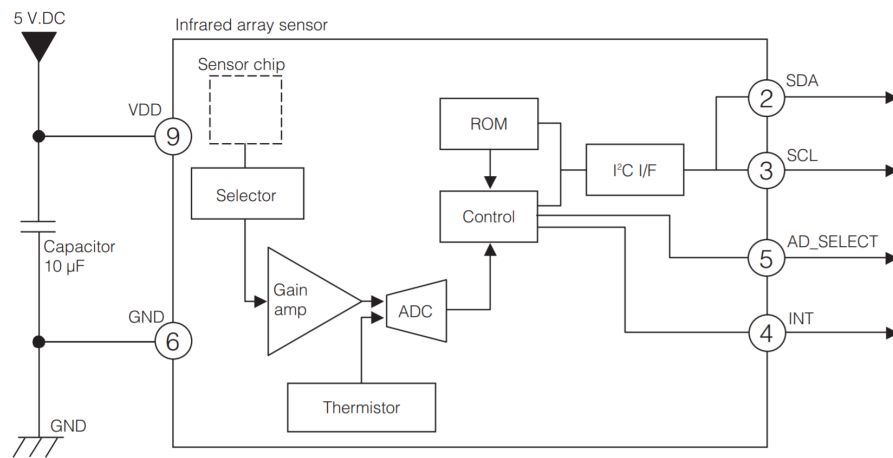 5 V.DC
Infrared array sensor
Sensor chip
VDD
9
ROM
2
SDA
I²C I/F
3
SCL
Selector
Control
Capacitor
10 µF
AD_SELECT
5
Gain
amp
ADC
GND
6
INT
4
Thermistor
GND